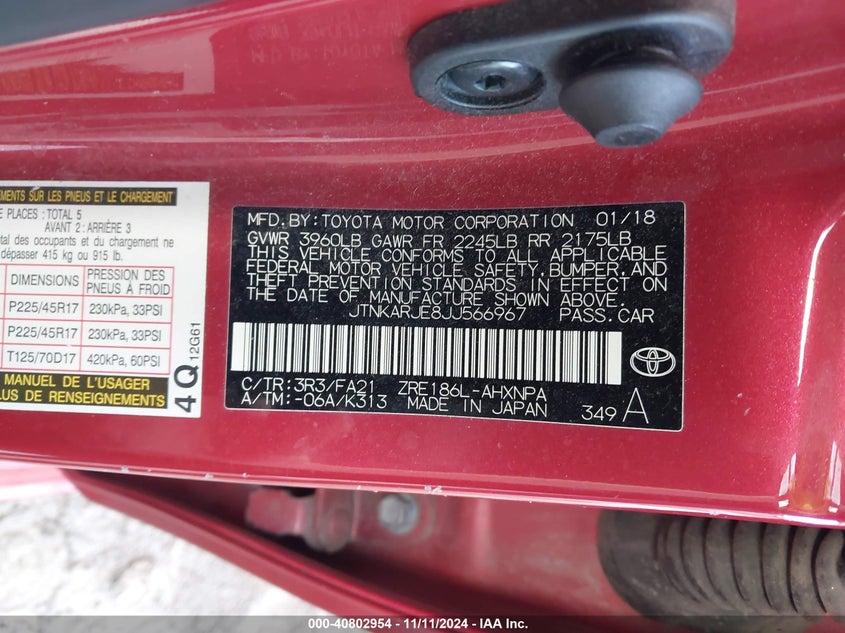 EMENTS SUR LES PNEUS ET LE CHARGEMENT
E PLACES : TOTAL 5
AVANT 2 : ARRIÈRE 3
tal des occupants et du chargement ne
dépasser 415 kg ou 915 lb.
DIMENSIONS PRESSION DES PNEUS À FROID
P225/45R17 230kPa, 33PSI
P225/45R17 230kPa, 33PSI
T125/70D17 420kPa, 60PSI
MANUEL DE L'USAGER
PLUS DE RENSEIGNEMENTS
4Q 12G61
MFD.BY:TOYOTA MOTOR CORPORATION 01/18
GVWR 3960LB GAWR FR 2245LB RR 2175LB
THIS VEHICLE CONFORMS TO ALL APPLICABLE
FEDERAL MOTOR VEHICLE SAFETY,BUMPER,AND
THEFT PREVENTION STANDARDS IN EFFECT ON
THE DATE OF MANUFACTURE SHOWN ABOVE.
JTNKARJE8JJ566967 PASS.CAR
C/TR:3R3/FA21 ZRE186L-AHXNPA
A/TM:-06A/K313 MADE IN JAPAN
349 A
000-40802954 - 11/11/2024 - IAA Inc.